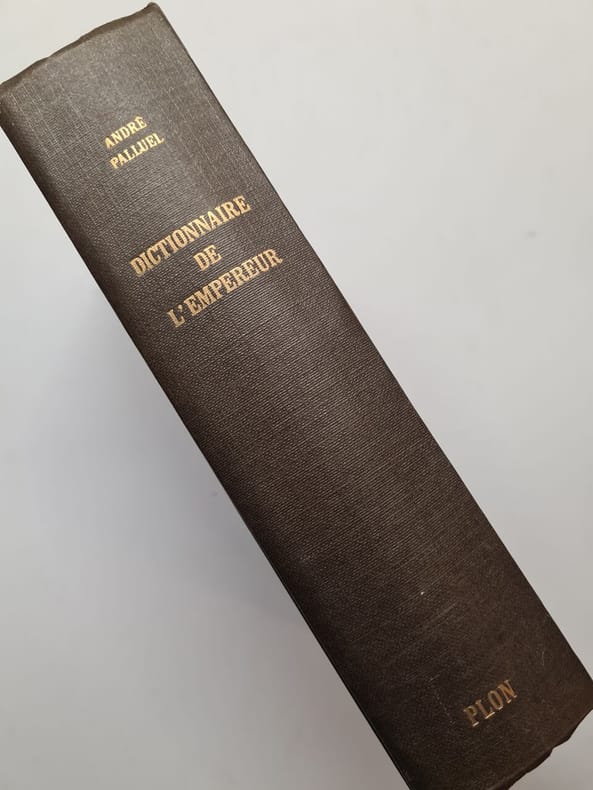 ANDRÉ
PALLUEL
DICTIONNAIRE
DE
L'EMPEREUR
PLON